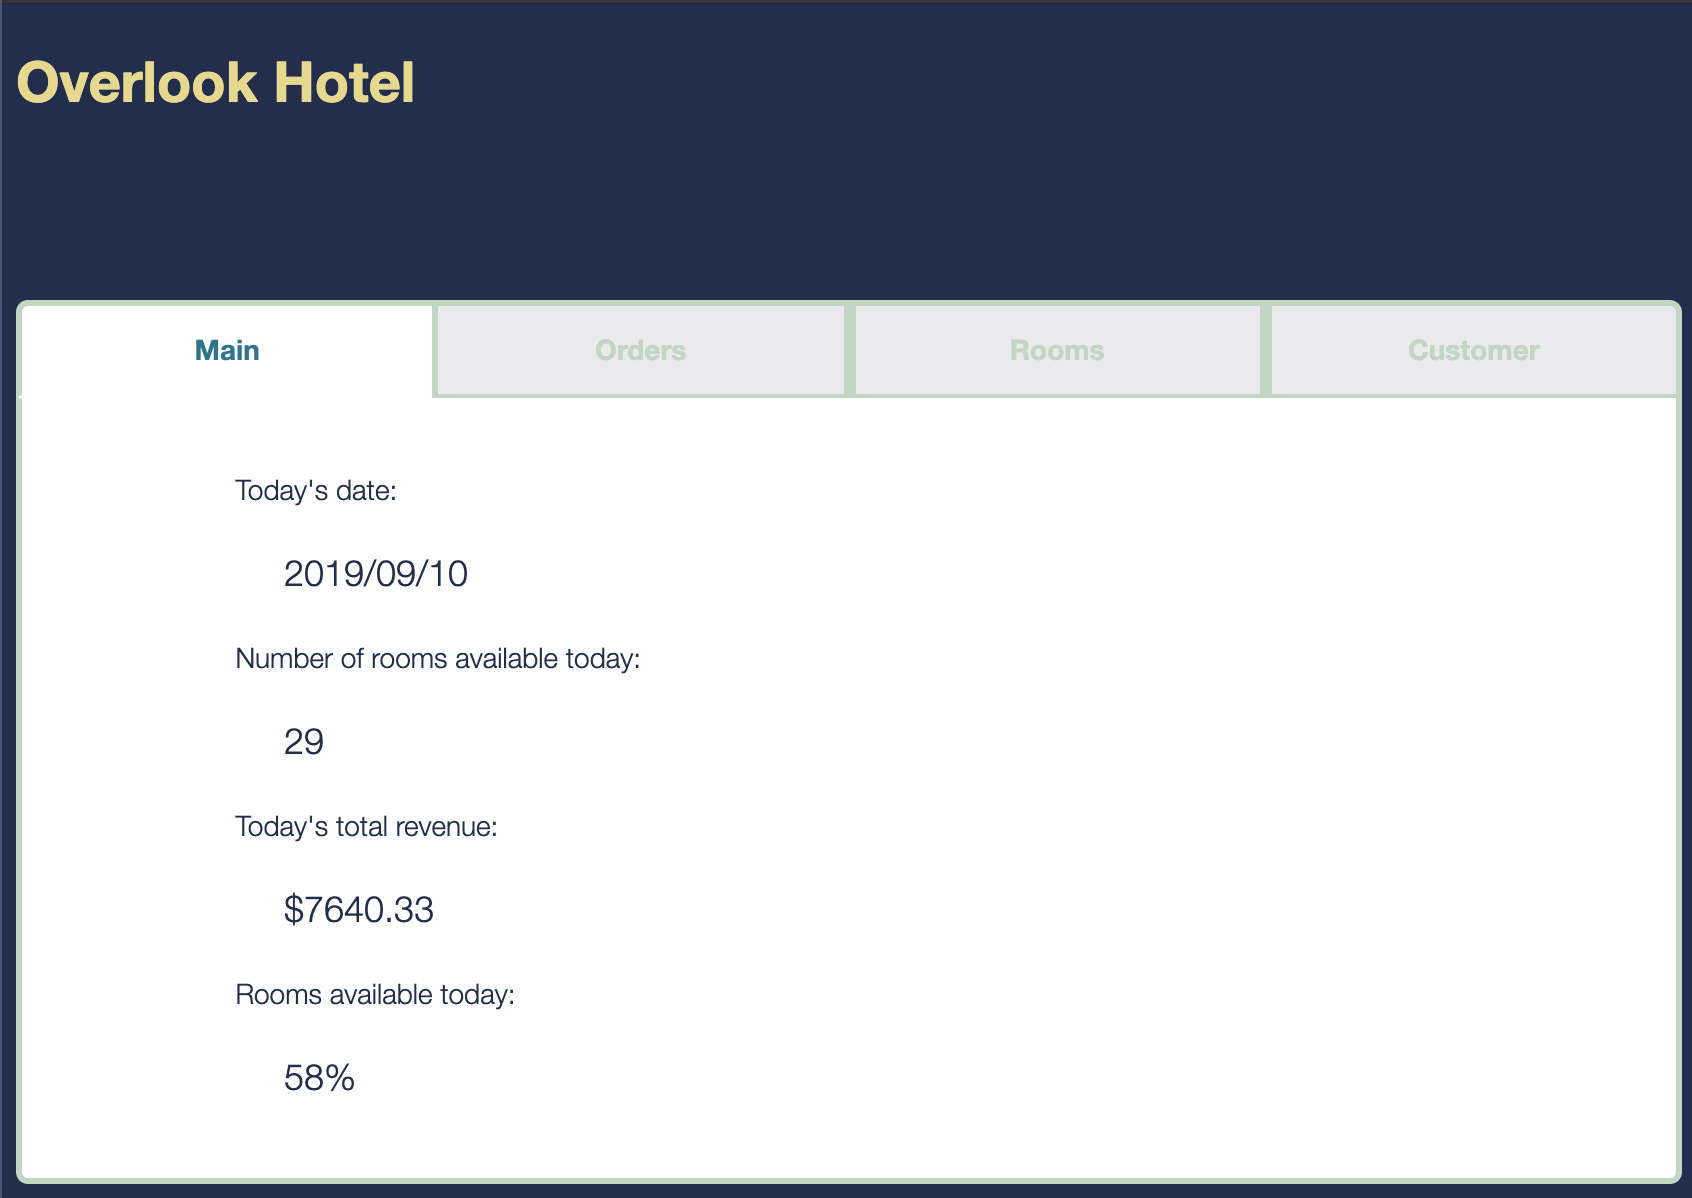 Overlook Hotel
Main Orders Rooms Customer
Today's date:
2019/09/10
Number of rooms available today:
29
Today's total revenue:
$7640.33
Rooms available today:
58%